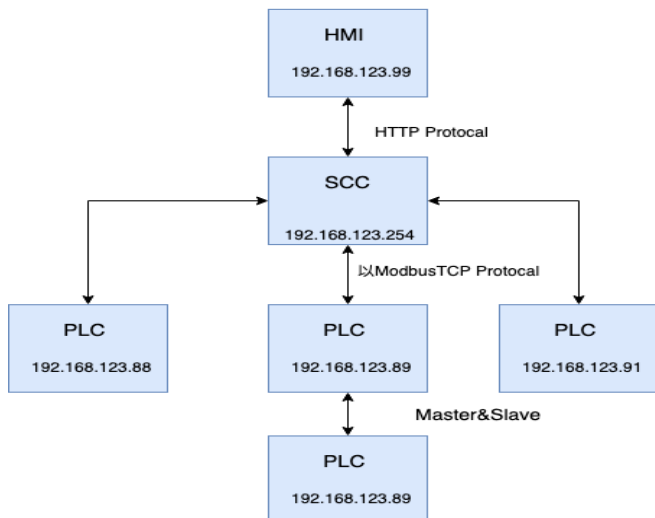 HMI
192.168.123.99
HTTP Protocal
SCC
192.168.123.254
以ModbusTCP Protocal
PLC
192.168.123.88
PLC
192.168.123.89
PLC
192.168.123.91
Master&Slave
PLC
192.168.123.89